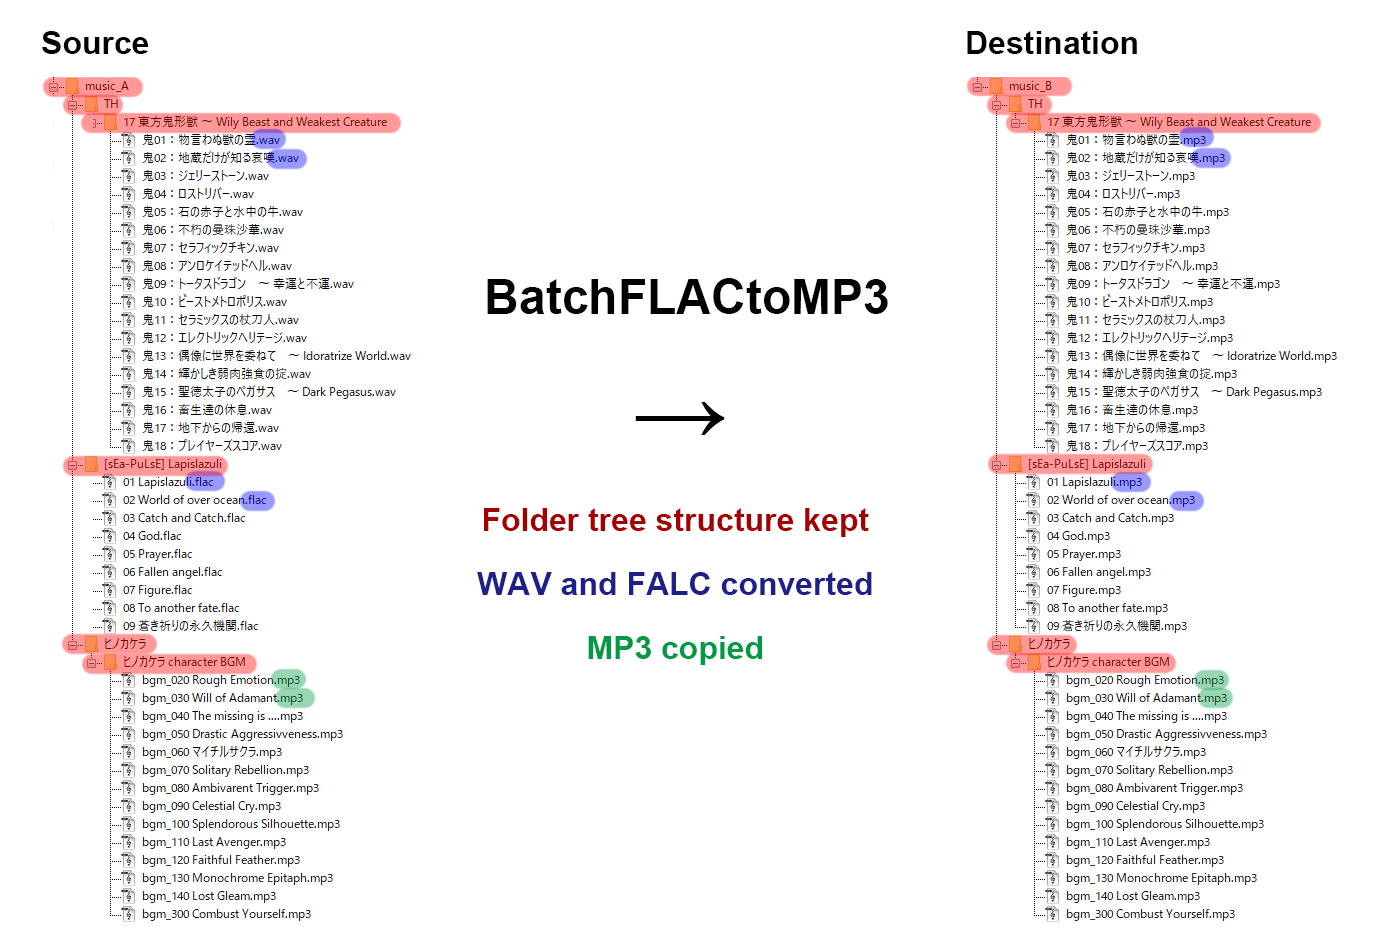 Source
music_A
TH
17 東方鬼形獣 ～ Wily Beast and Weakest Creature
鬼01：物言わぬ獣の霊.wav
鬼02：地蔵だけが知る哀嘆.wav
鬼03：ジェリーストーン.wav
鬼04：ロストリバー.wav
鬼05：石の赤子と水中の牛.wav
鬼06：不朽の曼珠沙華.wav
鬼07：セラフィックチキン.wav
鬼08：アンロケイテッドヘル.wav
鬼09：トータスドラゴン　～ 幸運と不運.wav
鬼10：ビーストメトロポリス.wav
鬼11：セラミックスの杖刀人.wav
鬼12：エレクトリックヘリテージ.wav
鬼13：偶像に世界を委ねて　～ Idoratrize World.wav
鬼14：輝かしき弱肉強食の掟.wav
鬼15：聖徳太子のペガサス　～ Dark Pegasus.wav
鬼16：畜生達の休息.wav
鬼17：地下からの帰還.wav
鬼18：プレイヤーズスコア.wav
[sEa-PuLsE] Lapislazuli
01 Lapislazuli.flac
02 World of over ocean.flac
03 Catch and Catch.flac
04 God.flac
05 Prayer.flac
06 Fallen angel.flac
07 Figure.flac
08 To another fate.flac
09 蒼き祈りの永久機関.flac
ヒノカケラ
ヒノカケラ character BGM
bgm_020 Rough Emotion.mp3
bgm_030 Will of Adamant.mp3
bgm_040 The missing is ....mp3
bgm_050 Drastic Aggressivveness.mp3
bgm_060 マイチルサクラ.mp3
bgm_070 Solitary Rebellion.mp3
bgm_080 Ambivarent Trigger.mp3
bgm_090 Celestial Cry.mp3
bgm_100 Splendorous Silhouette.mp3
bgm_110 Last Avenger.mp3
bgm_120 Faithful Feather.mp3
bgm_130 Monochrome Epitaph.mp3
bgm_140 Lost Gleam.mp3
bgm_300 Combust Yourself.mp3
BatchFLACtoMP3
→
Folder tree structure kept
WAV and FALC converted
MP3 copied
Destination
music_B
TH
17 東方鬼形獣 ～ Wily Beast and Weakest Creature
鬼01：物言わぬ獣の霊.mp3
鬼02：地蔵だけが知る哀嘆.mp3
鬼03：ジェリーストーン.mp3
鬼04：ロストリバー.mp3
鬼05：石の赤子と水中の牛.mp3
鬼06：不朽の曼珠沙華.mp3
鬼07：セラフィックチキン.mp3
鬼08：アンロケイテッドヘル.mp3
鬼09：トータスドラゴン　～ 幸運と不運.mp3
鬼10：ビーストメトロポリス.mp3
鬼11：セラミックスの杖刀人.mp3
鬼12：エレクトリックヘリテージ.mp3
鬼13：偶像に世界を委ねて　～ Idoratrize World.mp3
鬼14：輝かしき弱肉強食の掟.mp3
鬼15：聖徳太子のペガサス　～ Dark Pegasus.mp3
鬼16：畜生達の休息.mp3
鬼17：地下からの帰還.mp3
鬼18：プレイヤーズスコア.mp3
[sEa-PuLsE] Lapislazuli
01 Lapislazuli.mp3
02 World of over ocean.mp3
03 Catch and Catch.mp3
04 God.mp3
05 Prayer.mp3
06 Fallen angel.mp3
07 Figure.mp3
08 To another fate.mp3
09 蒼き祈りの永久機関.mp3
ヒノカケラ
ヒノカケラ character BGM
bgm_020 Rough Emotion.mp3
bgm_030 Will of Adamant.mp3
bgm_040 The missing is ....mp3
bgm_050 Drastic Aggressivveness.mp3
bgm_060 マイチルサクラ.mp3
bgm_070 Solitary Rebellion.mp3
bgm_080 Ambivarent Trigger.mp3
bgm_090 Celestial Cry.mp3
bgm_100 Splendorous Silhouette.mp3
bgm_110 Last Avenger.mp3
bgm_120 Faithful Feather.mp3
bgm_130 Monochrome Epitaph.mp3
bgm_140 Lost Gleam.mp3
bgm_300 Combust Yourself.mp3